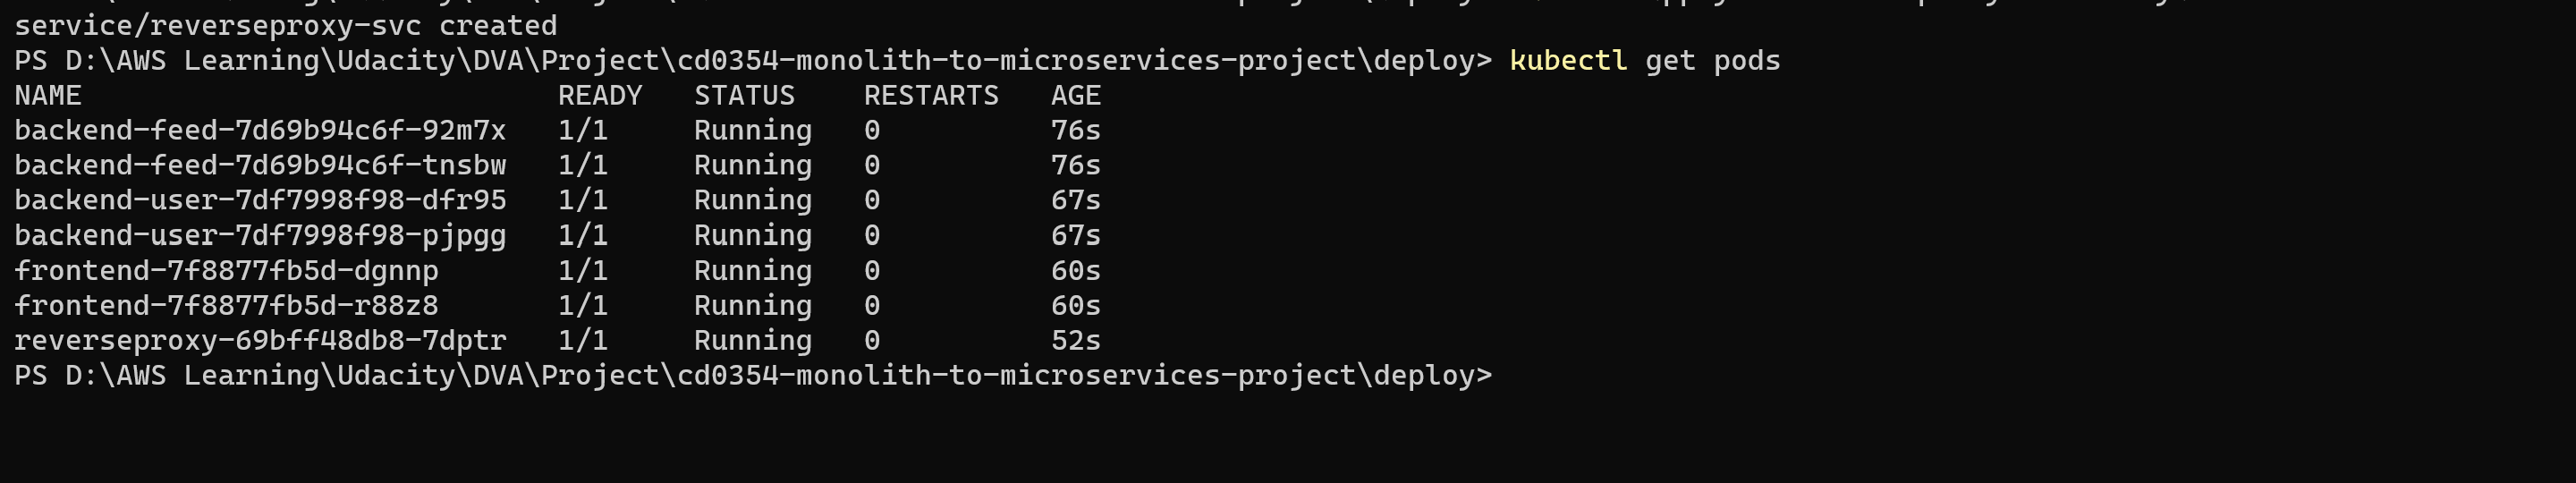 service/reverseproxy-svc created
PS D:\AWS Learning\Udacity\DVA\Project\cd0354-monolith-to-microservices-project\deploy> kubectl get pods
NAME READY STATUS RESTARTS AGE
backend-feed-7d69b94c6f-92m7x 1/1 Running 0 76s
backend-feed-7d69b94c6f-tnsbw 1/1 Running 0 76s
backend-user-7df7998f98-dfr95 1/1 Running 0 67s
backend-user-7df7998f98-pjpgg 1/1 Running 0 67s
frontend-7f8877fb5d-dgnnp 1/1 Running 0 60s
frontend-7f8877fb5d-r88z8 1/1 Running 0 60s
reverseproxy-69bff48db8-7dptr 1/1 Running 0 52s
PS D:\AWS Learning\Udacity\DVA\Project\cd0354-monolith-to-microservices-project\deploy>